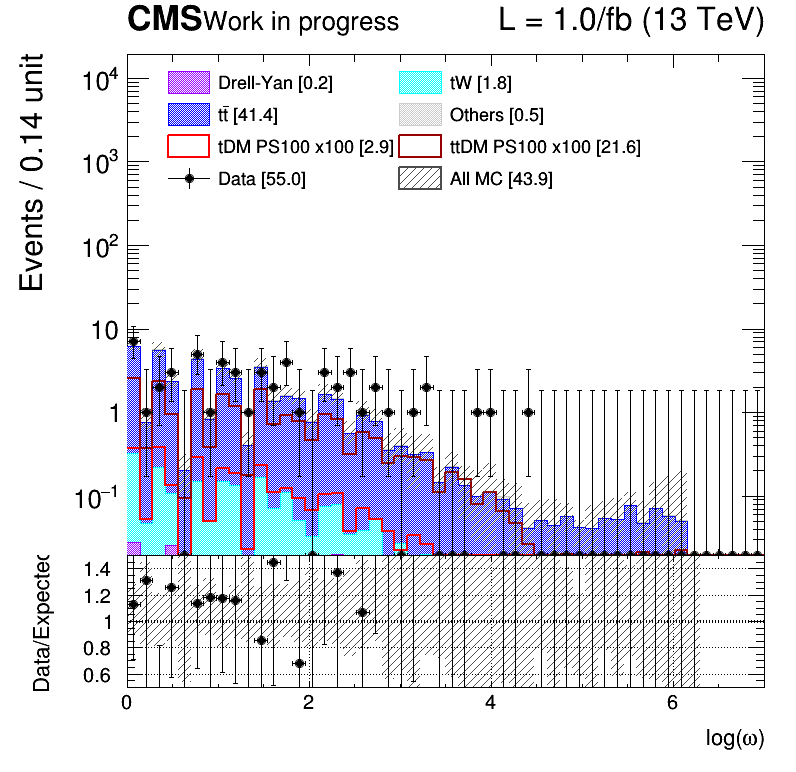 CMS Work in progress L = 1.0/fb (13 TeV)
Events / 0.14 unit
10⁴
10³
10²
10
1
10⁻¹
Drell-Yan [0.2]
tW [1.8]
tt̄ [41.4]
Others [0.5]
tDM PS100 x100 [2.9]
ttDM PS100 x100 [21.6]
Data [55.0]
All MC [43.9]
Data/Expected
1.4
1.2
1
0.8
0.6
0 2 4 6
log(ω)